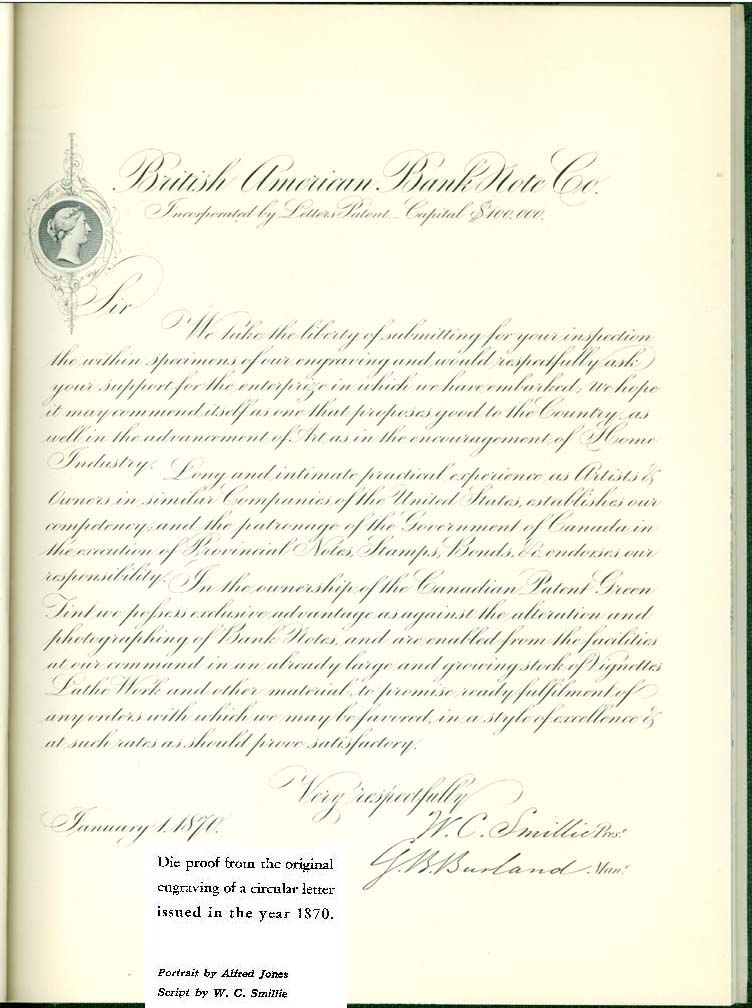 British American Bank Note Co.
Incorporated by Letters Patent _ Capital $100.000.
Sir
We take the liberty of submitting for your inspection
the within specimens of our engraving and would respectfully ask
your support for the enterprize in which we have embarked; We hope
it may commend itself as one that proposes good to the Country, as
well in the advancement of Art as in the encouragement of Home
Industry. Long and intimate practical experience as Artists &
Owners, in similar Companies of the United States, establishes our
competency; and the patronage of the Government of Canada, in
the execution of Provincial Notes, Stamps, Bonds, &c. endorses our
responsibility. In the ownership of the Canadian Patent Green
Tint we possess exclusive advantage as against the alteration and
photographing of Bank Notes, and are enabled from the facilities
at our command in an already large and growing stock of Vignettes
Lathe Work and other material, to promise ready fulfilment of
any orders with which we may be favored, in a style of excellence &
at such rates as should prove satisfactory.
Very respectfully
January 1. 1870.
W. C. Smillie Prest
G. B. Burland Manr
Die proof from the original
engraving of a circular letter
issued in the year 1870.
Portrait by Alfred Jones
Script by W. C. Smillie